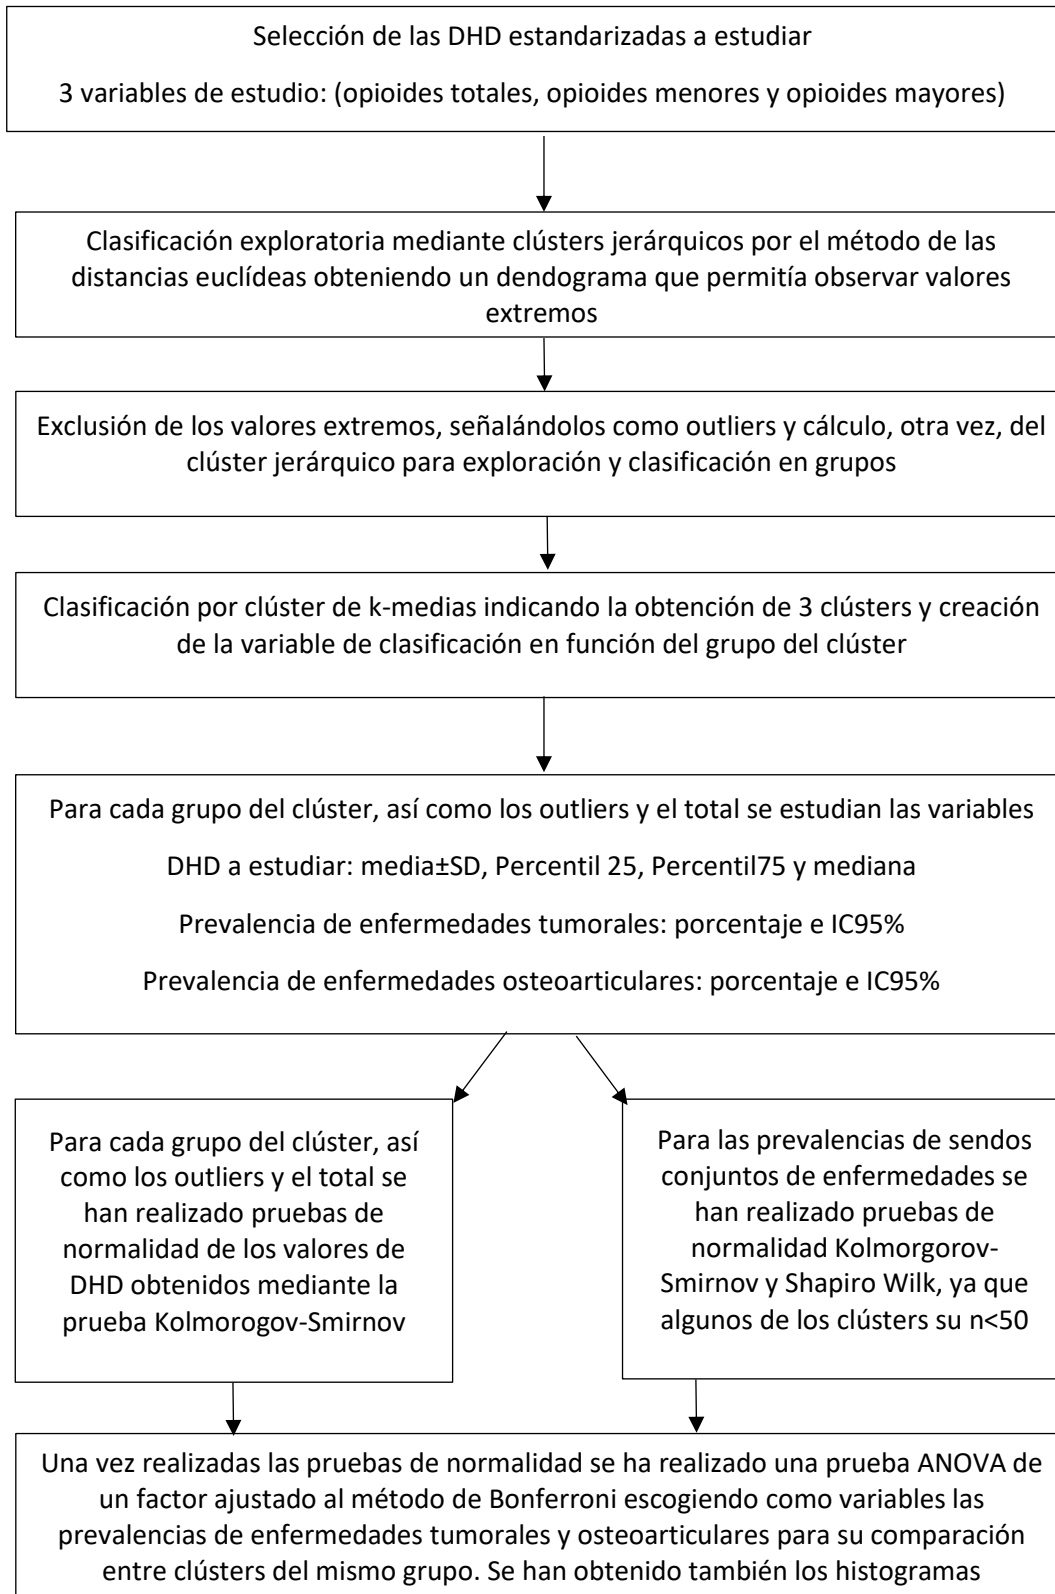 Selección de las DHD estandarizadas a estudiar
3 variables de estudio: (opioides totales, opioides menores y opioides mayores)
Clasificación exploratoria mediante clústers jerárquicos por el método de las
distancias euclídeas obteniendo un dendograma que permitía observar valores
extremos
Exclusión de los valores extremos, señalándolos como outliers y cálculo, otra vez, del
clúster jerárquico para exploración y clasificación en grupos
Clasificación por clúster de k-medias indicando la obtención de 3 clústers y creación
de la variable de clasificación en función del grupo del clúster
Para cada grupo del clúster, así como los outliers y el total se estudian las variables
DHD a estudiar: media±SD, Percentil 25, Percentil75 y mediana
Prevalencia de enfermedades tumorales: porcentaje e IC95%
Prevalencia de enfermedades osteoarticulares: porcentaje e IC95%
Para cada grupo del clúster, así
como los outliers y el total se
han realizado pruebas de
normalidad de los valores de
DHD obtenidos mediante la
prueba Kolmorogov-Smirnov
Para las prevalencias de sendos
conjuntos de enfermedades se
han realizado pruebas de
normalidad Kolmorgorov-
Smirnov y Shapiro Wilk, ya que
algunos de los clústers su n<50
Una vez realizadas las pruebas de normalidad se ha realizado una prueba ANOVA de
un factor ajustado al método de Bonferroni escogiendo como variables las
prevalencias de enfermedades tumorales y osteoarticulares para su comparación
entre clústers del mismo grupo. Se han obtenido también los histogramas